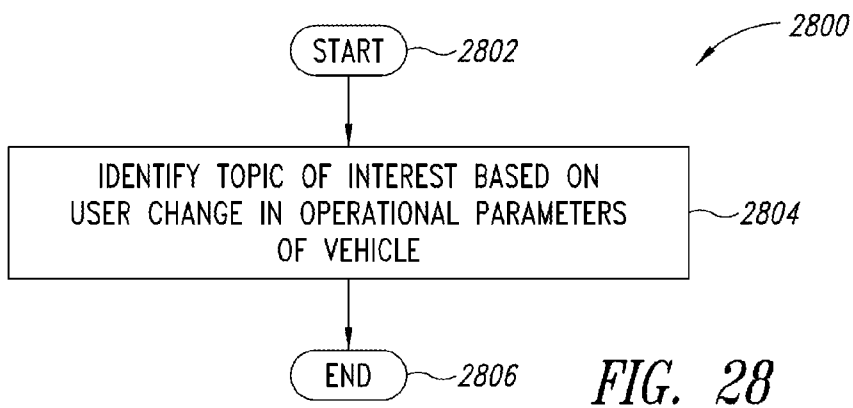 2800
START 2802
IDENTIFY TOPIC OF INTEREST BASED ON
USER CHANGE IN OPERATIONAL PARAMETERS
OF VEHICLE
2804
END 2806
FIG. 28